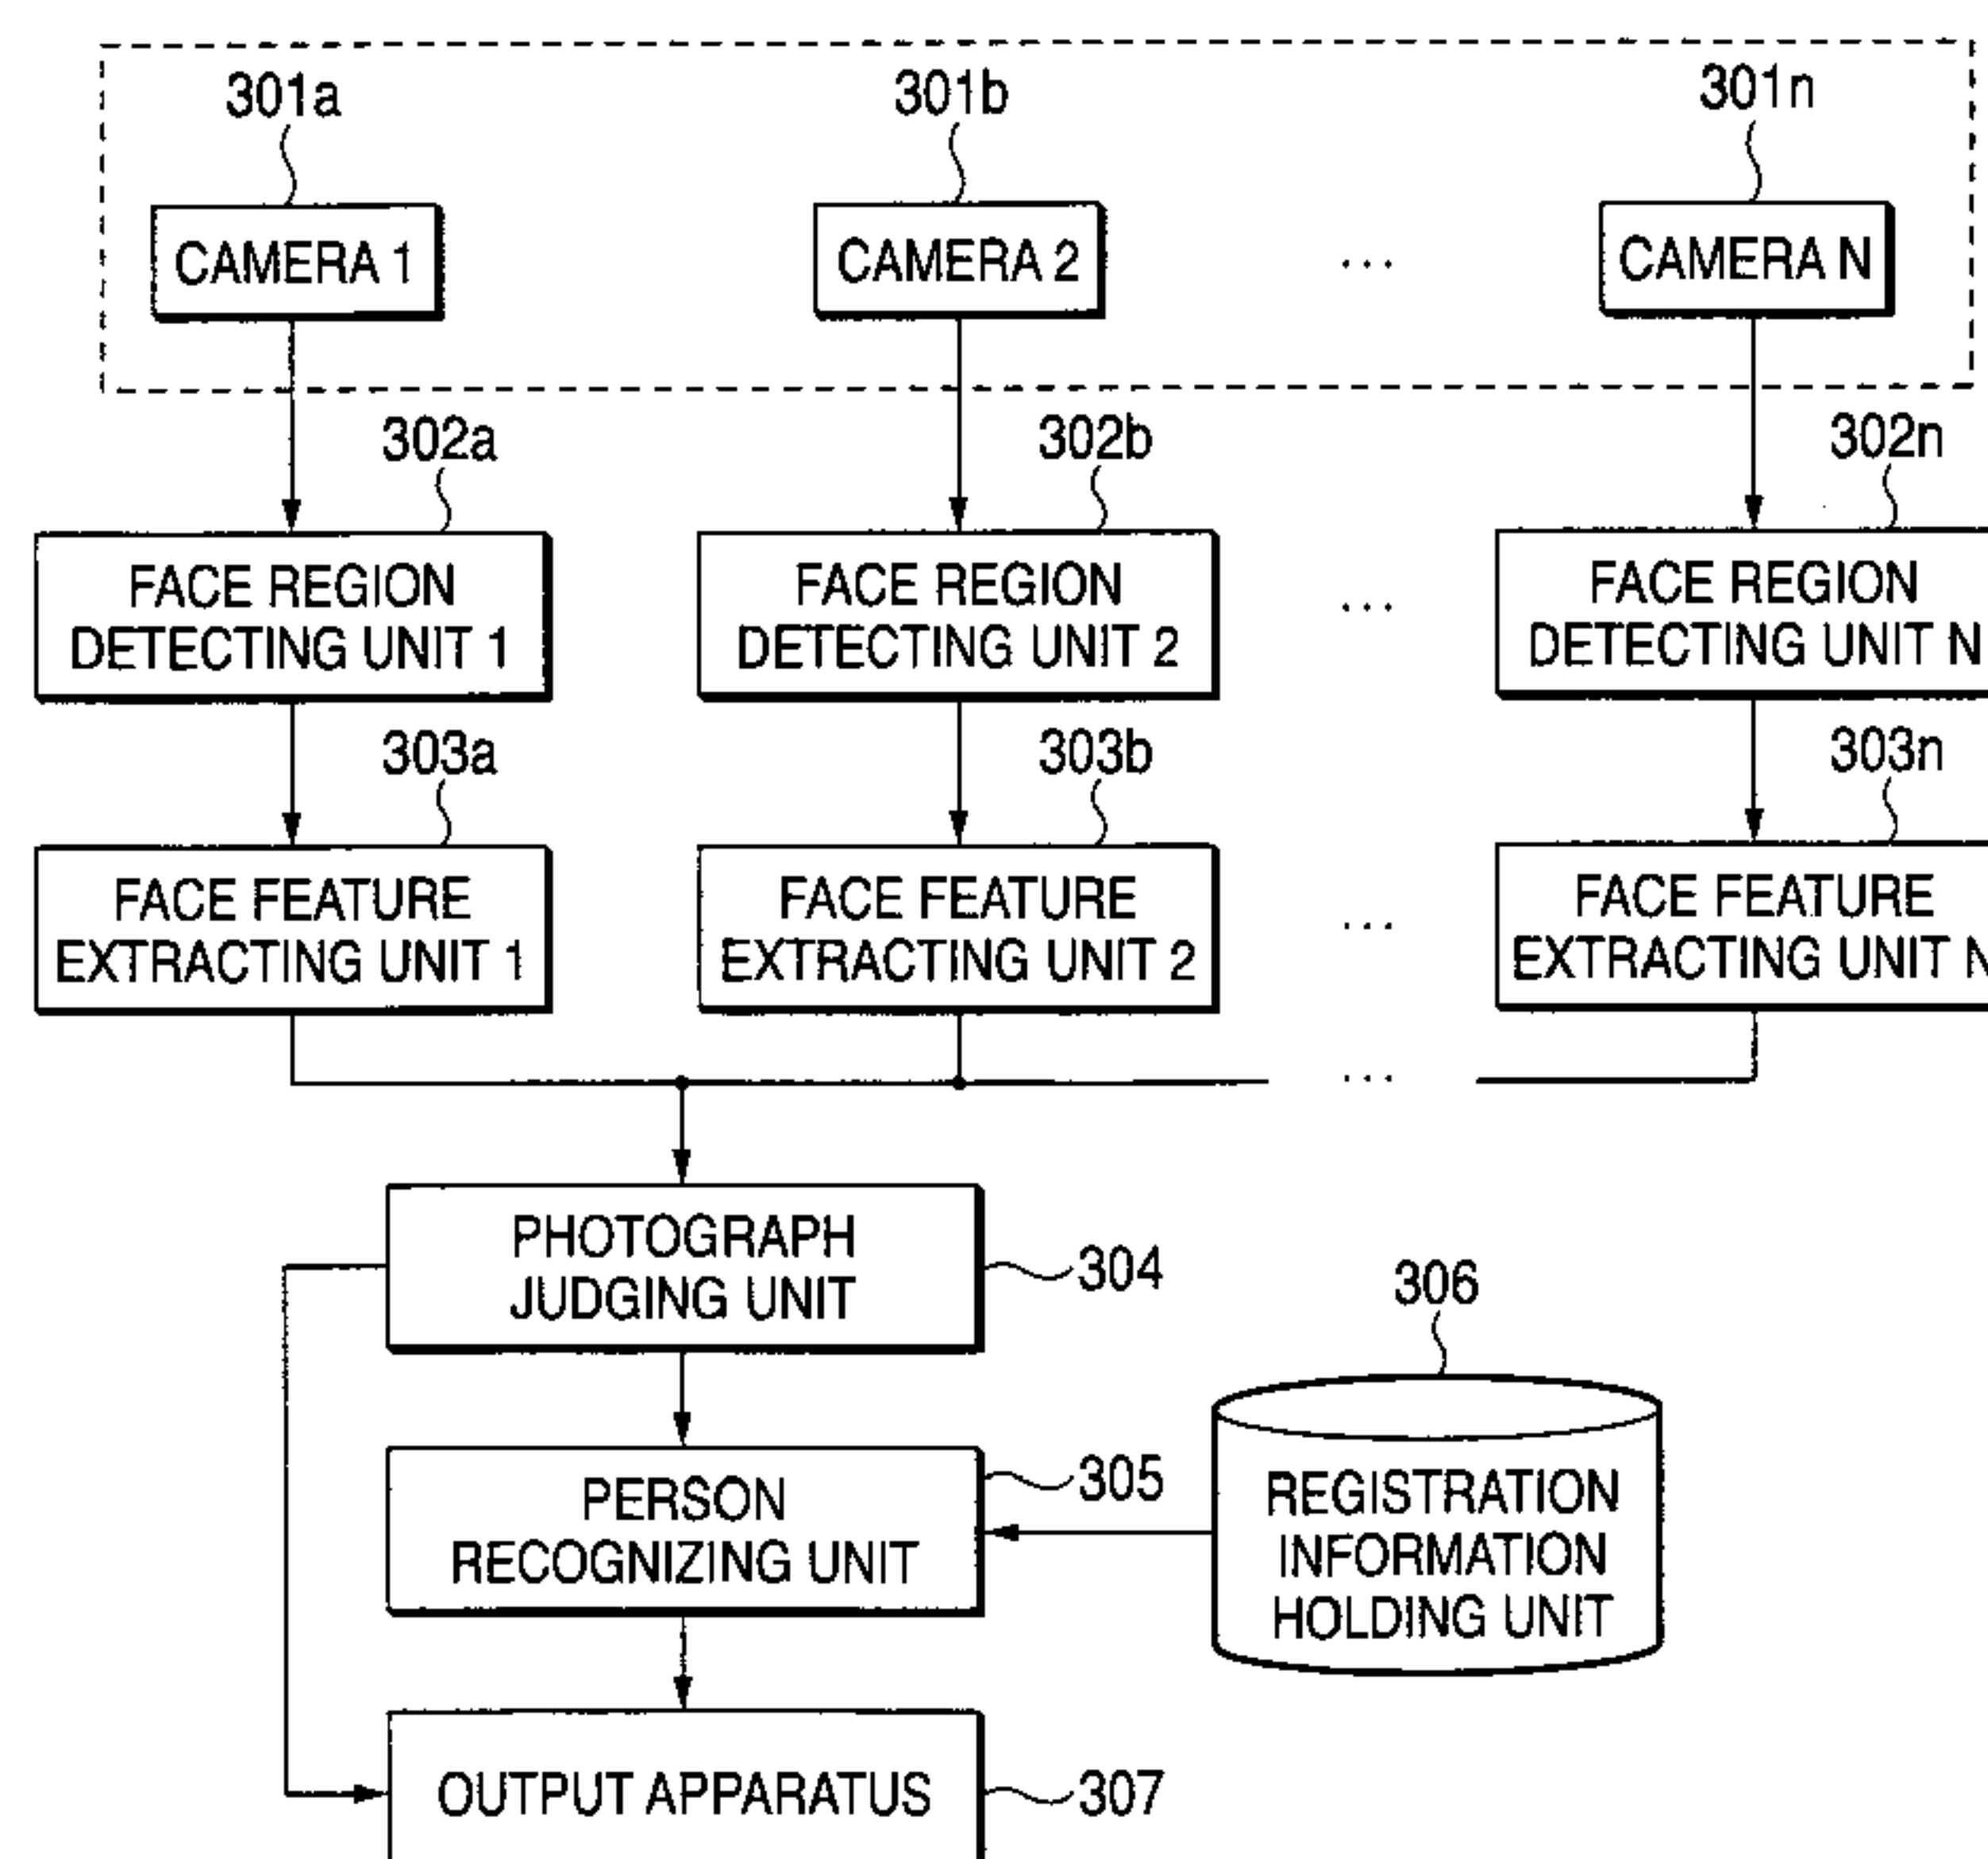 301a
301b
301n
CAMERA 1
CAMERA 2
...
CAMERA N
302a
302b
302n
FACE REGION
DETECTING UNIT 1
FACE REGION
DETECTING UNIT 2
...
FACE REGION
DETECTING UNIT N
303a
303b
303n
FACE FEATURE
EXTRACTING UNIT 1
FACE FEATURE
EXTRACTING UNIT 2
...
FACE FEATURE
EXTRACTING UNIT N
...
PHOTOGRAPH
JUDGING UNIT
304
306
PERSON
RECOGNIZING UNIT
305
REGISTRATION
INFORMATION
HOLDING UNIT
OUTPUT APPARATUS
307